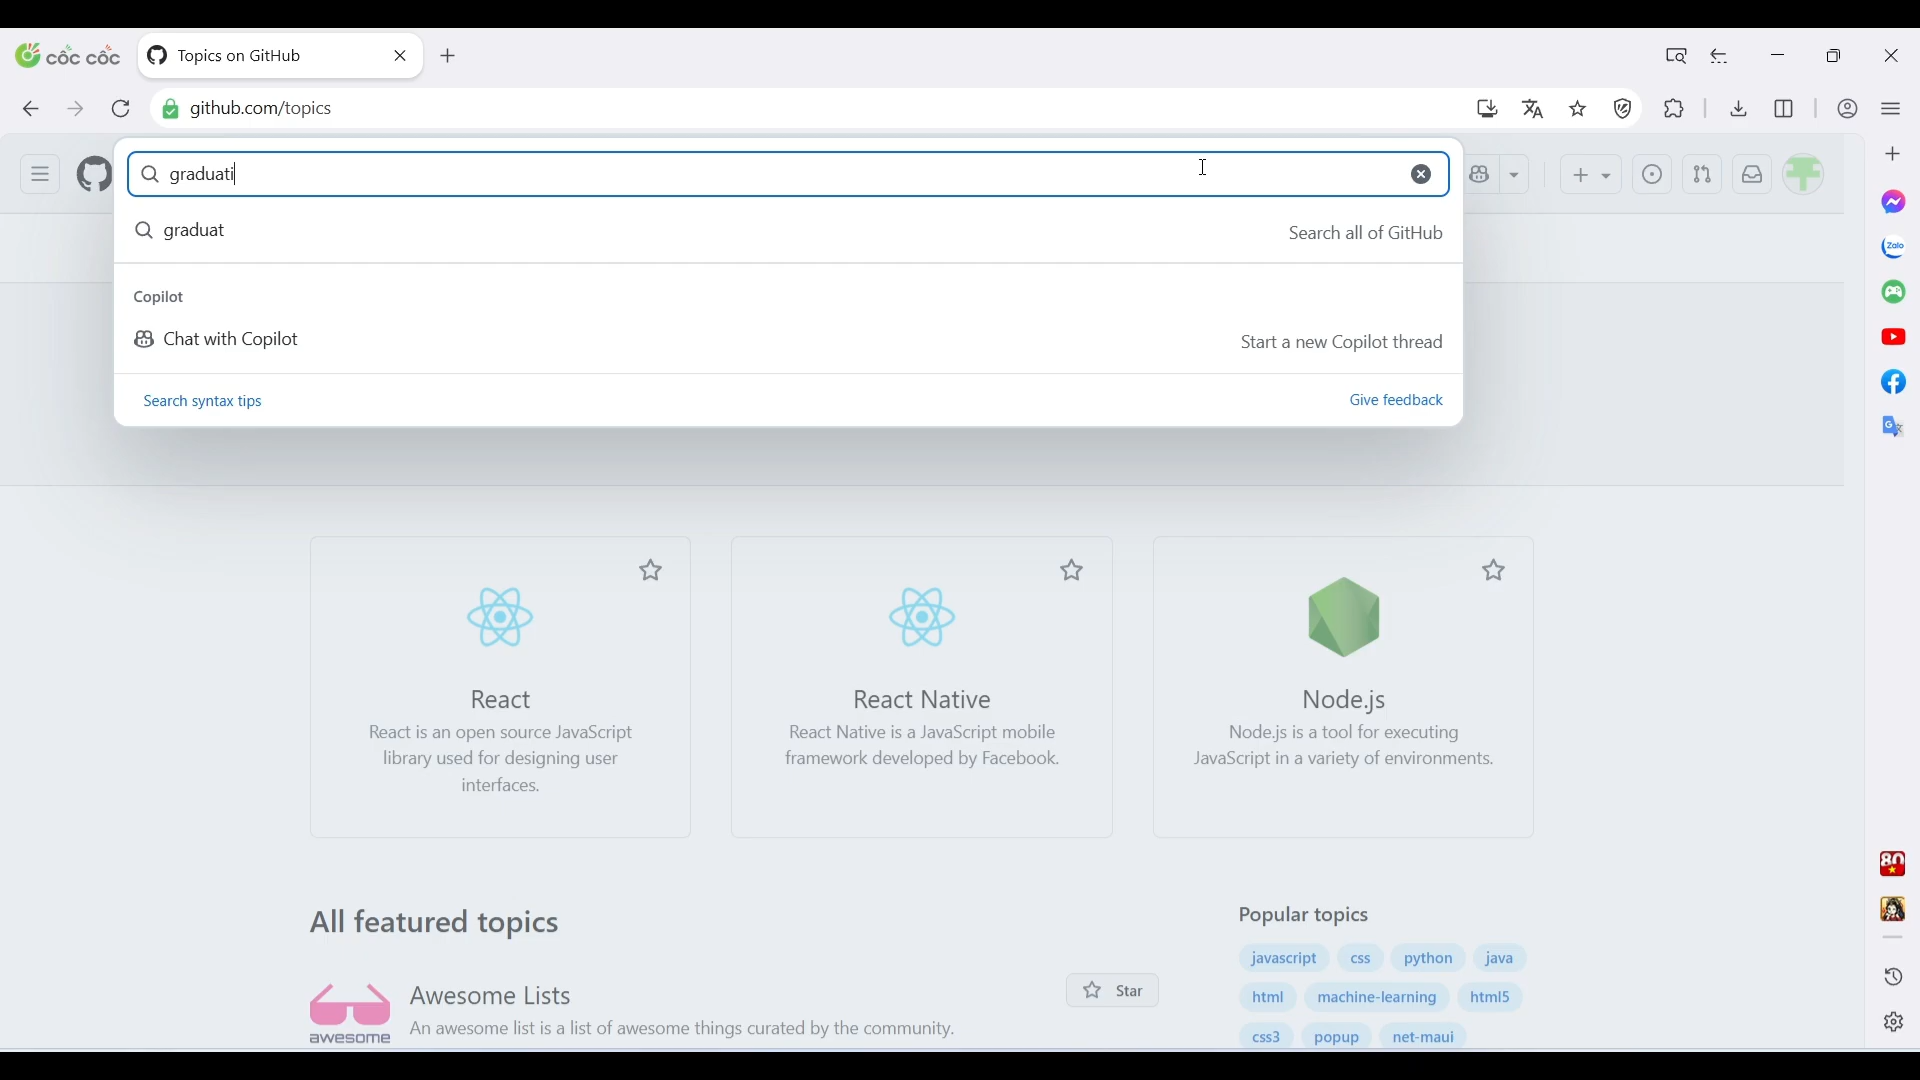 cốc cốc
Topics on GitHub
github.com/topics
graduati
graduat
Search all of GitHub
Copilot
Chat with Copilot
Start a new Copilot thread
Search syntax tips
Give feedback
Zalo
React
React is an open source JavaScript
library used for designing user
interfaces.
React Native
React Native is a JavaScript mobile
framework developed by Facebook.
Node.js
Node.js is a tool for executing
JavaScript in a variety of environments.
80
All featured topics
awesome
Awesome Lists
An awesome list is a list of awesome things curated by the community.
Star
Popular topics
javascript css python java
html machine-learning html5
css3 popup net-maui